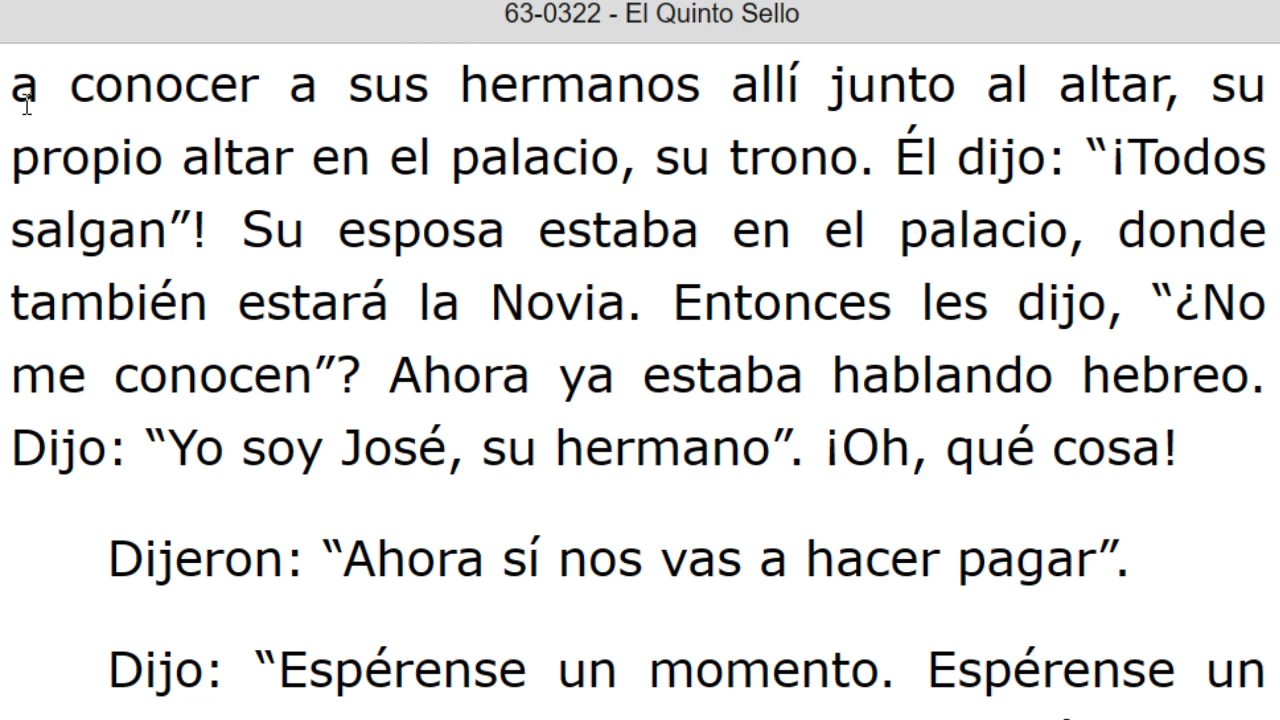 63-0322 - El Quinto Sello
a conocer a sus hermanos allí junto al altar, su
propio altar en el palacio, su trono. Él dijo: “¡Todos
salgan”! Su esposa estaba en el palacio, donde
también estará la Novia. Entonces les dijo, “¿No
me conocen”? Ahora ya estaba hablando hebreo.
Dijo: “Yo soy José, su hermano”. ¡Oh, qué cosa!
Dijeron: “Ahora sí nos vas a hacer pagar”.
Dijo: “Espérense un momento. Espérense un